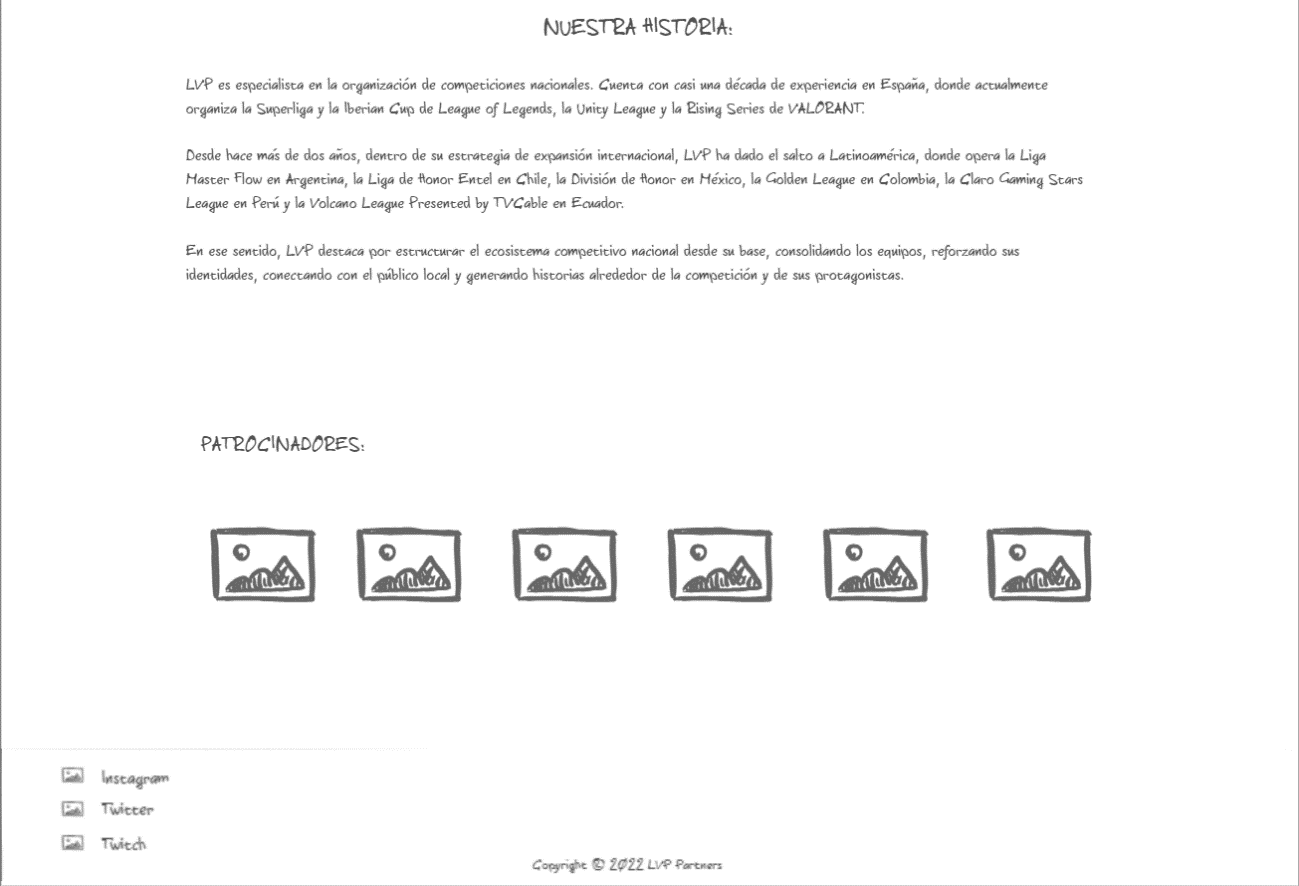 NUESTRA HISTORIA:
LVP es especialista en la organización de competiciones nacionales. Cuenta con casi una década de experiencia en España, donde actualmente
organiza la Superliga y la Iberian Cup de League of Legends, la Unity League y la Rising Series de VALORANT.
Desde hace más de dos años, dentro de su estrategia de expansión internacional, LVP ha dado el salto a Latinoamérica, donde opera la Liga
Master Flow en Argentina, la Liga de Honor Entel en Chile, la División de Honor en México, la Golden League en Colombia, la Claro Gaming Stars
League en Perú y la Volcano League Presented by TVCable en Ecuador.
En ese sentido, LVP destaca por estructurar el ecosistema competitivo nacional desde su base, consolidando los equipos, reforzando sus
identidades, conectando con el público local y generando historias alrededor de la competición y de sus protagonistas.
PATROCINADORES:
Instagram
Twitter
Twitch
Copyright © 2022 LVP Partners